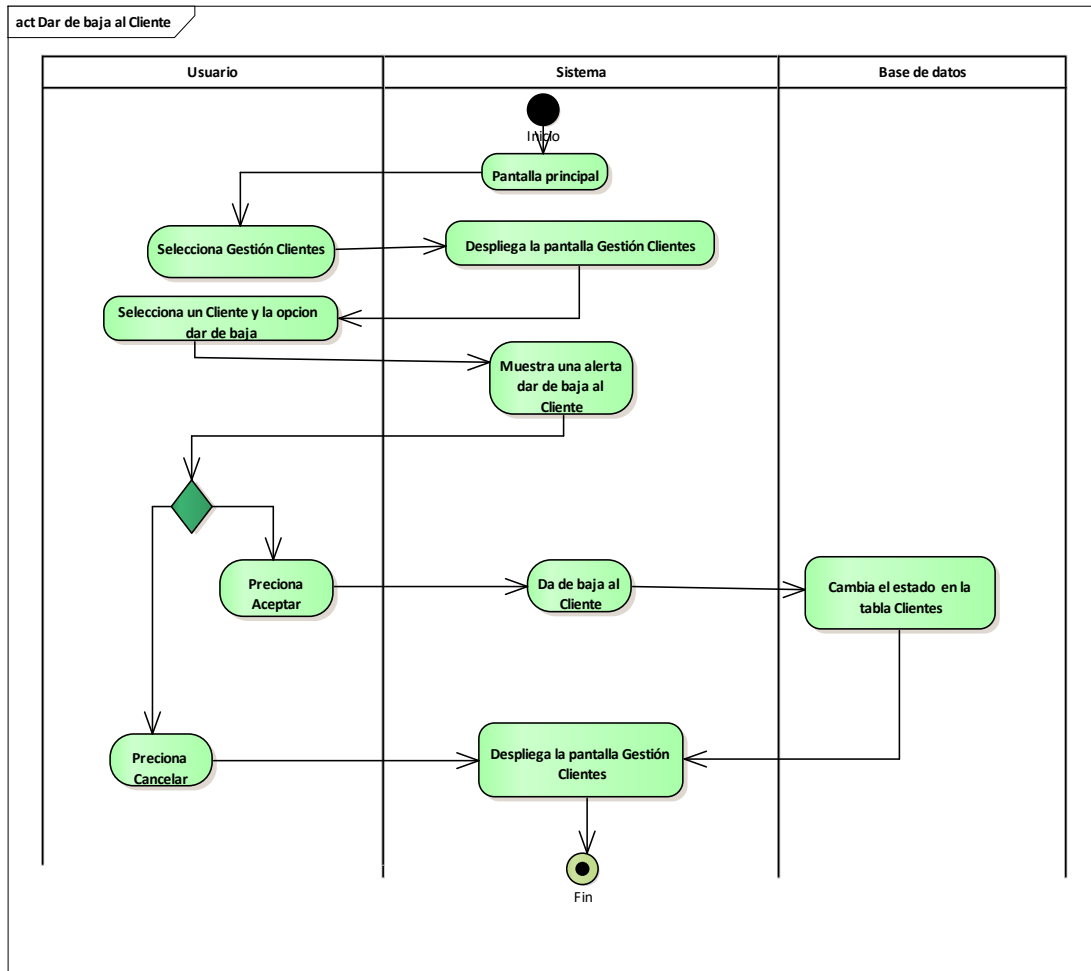 act Dar de baja al Cliente
Usuario
Sistema
Base de datos
Inicio
Pantalla principal
Selecciona Gestión Clientes
Despliega la pantalla Gestión Clientes
Selecciona un Cliente y la opcion
dar de baja
Muestra una alerta
dar de baja al
Cliente
Preciona
Aceptar
Da de baja al
Cliente
Cambia el estado en la
tabla Clientes
Preciona
Cancelar
Despliega la pantalla Gestión
Clientes
Fin